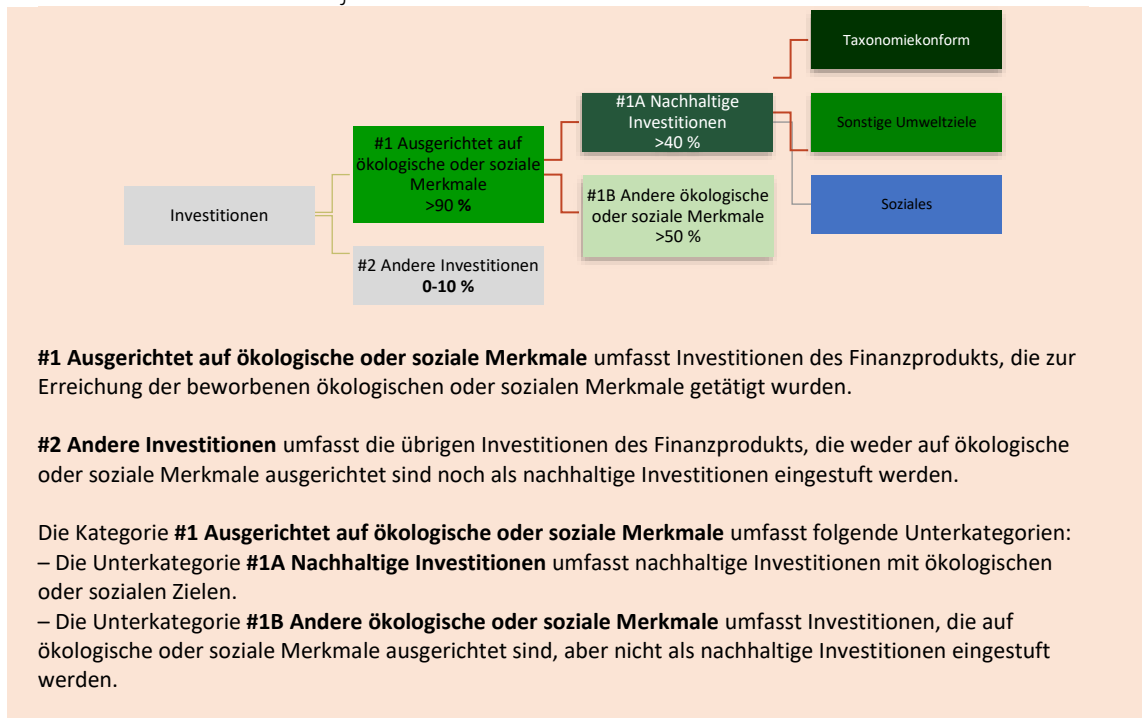 Taxonomiekonform
#1A Nachhaltige
Investitionen
>40 %
Sonstige Umweltziele
#1 Ausgerichtet auf
ökologische oder soziale
Merkmale
>90 %
#1B Andere ökologische
oder soziale Merkmale
>50 %
Soziales
Investitionen
#2 Andere Investitionen
0-10 %
#1 Ausgerichtet auf ökologische oder soziale Merkmale umfasst Investitionen des Finanzprodukts, die zur
Erreichung der beworbenen ökologischen oder sozialen Merkmale getätigt wurden.
#2 Andere Investitionen umfasst die übrigen Investitionen des Finanzprodukts, die weder auf ökologische
oder soziale Merkmale ausgerichtet sind noch als nachhaltige Investitionen eingestuft werden.
Die Kategorie #1 Ausgerichtet auf ökologische oder soziale Merkmale umfasst folgende Unterkategorien:
– Die Unterkategorie #1A Nachhaltige Investitionen umfasst nachhaltige Investitionen mit ökologischen
oder sozialen Zielen.
– Die Unterkategorie #1B Andere ökologische oder soziale Merkmale umfasst Investitionen, die auf
ökologische oder soziale Merkmale ausgerichtet sind, aber nicht als nachhaltige Investitionen eingestuft
werden.